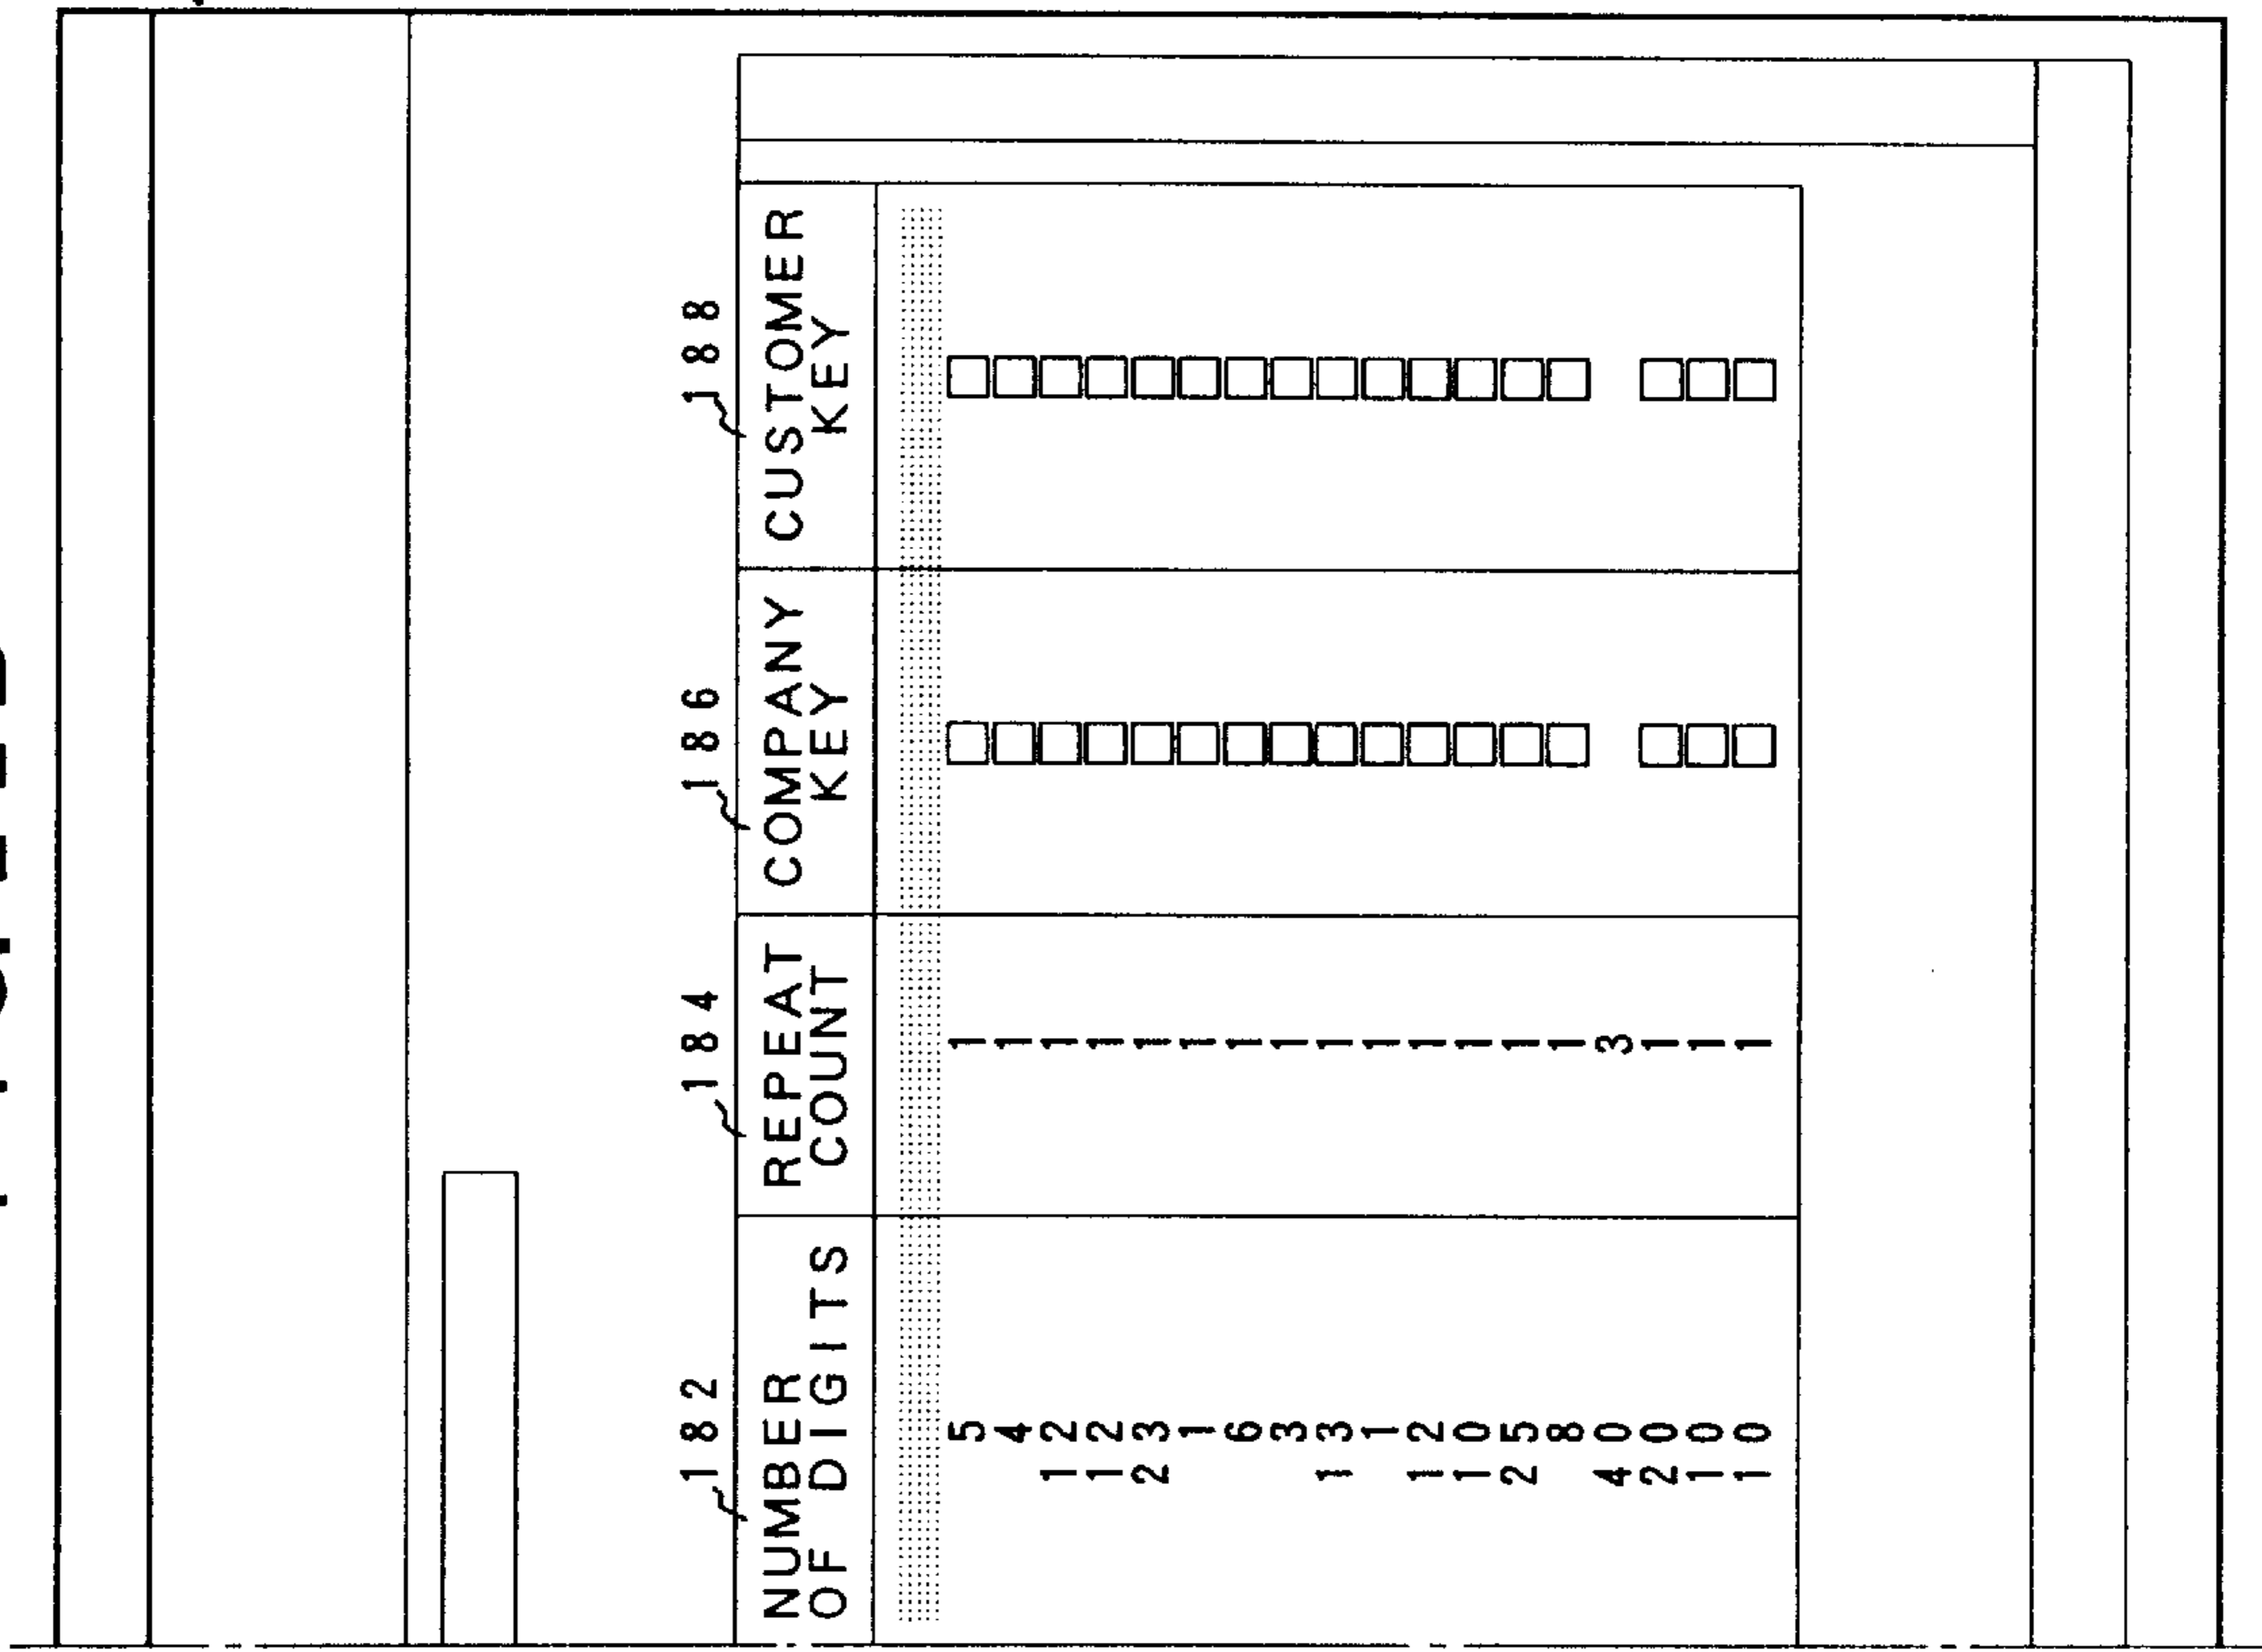 182 184 186 188
NUMBER REPEAT COMPANY CUSTOMER
OF DIGITS COUNT KEY KEY
5 1 □ □
4 1 □ □
12 1 □ □
12 1 □ □
23 1 □ □
1 1 □ □
6 1 □ □
3 1 □ □
13 1 □ □
1 1 □ □
12 1 □ □
10 1 □ □
25 1 □ □
8 1 □ □
40 3
20 1 □ □
10 1 □ □
10 1 □ □